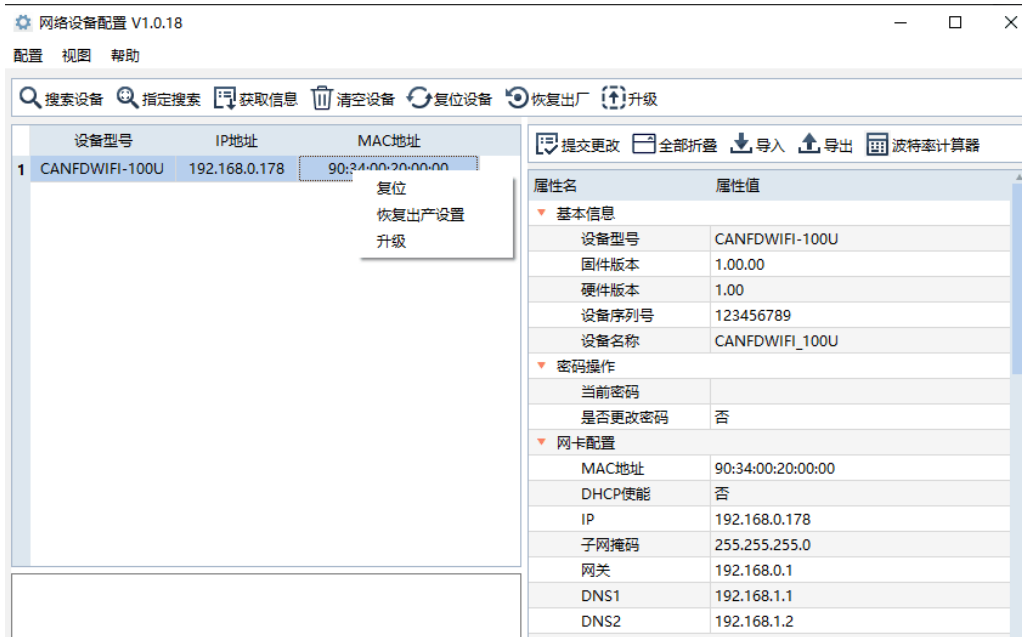 网络设备配置 V1.0.18
配置 视图 帮助
搜索设备 指定搜索 获取信息 清空设备 复位设备 恢复出厂 升级
设备型号 IP地址 MAC地址
1 CANFDWIFI-100U 192.168.0.178 90:34:00:20:00:00
复位
恢复出产设置
升级
提交更改 全部折叠 导入 导出 波特率计算器
属性名 属性值
基本信息
设备型号 CANFDWIFI-100U
固件版本 1.00.00
硬件版本 1.00
设备序列号 123456789
设备名称 CANFDWIFI_100U
密码操作
当前密码
是否更改密码 否
网卡配置
MAC地址 90:34:00:20:00:00
DHCP使能 否
IP 192.168.0.178
子网掩码 255.255.255.0
网关 192.168.0.1
DNS1 192.168.1.1
DNS2 192.168.1.2